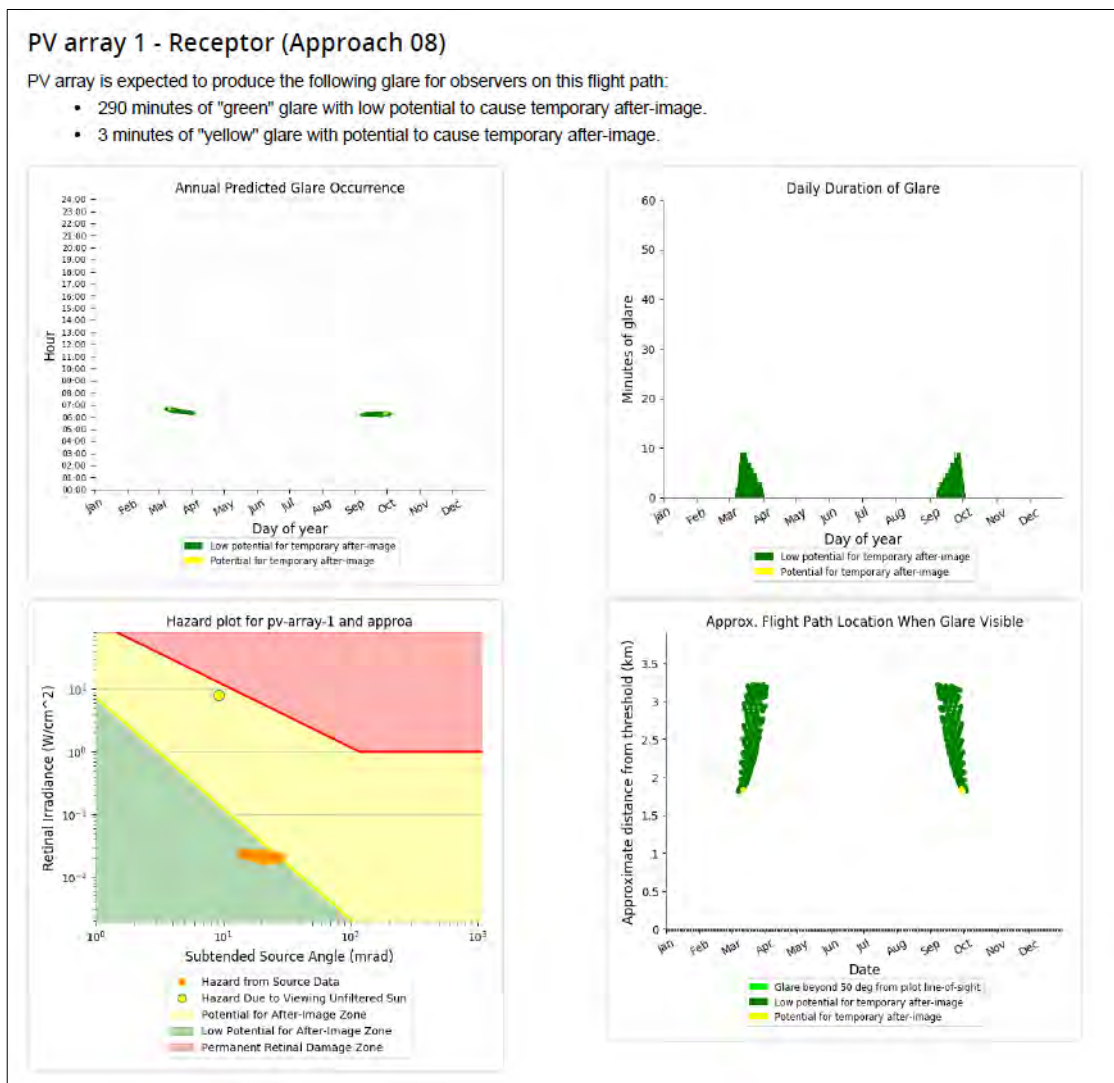 PV array 1 - Receptor (Approach 08)
PV array is expected to produce the following glare for observers on this flight path:
• 290 minutes of "green" glare with low potential to cause temporary after-image.
• 3 minutes of "yellow" glare with potential to cause temporary after-image.
Annual Predicted Glare Occurrence
24:00
23:00
22:00
21:00
20:00
19:00
18:00
17:00
16:00
15:00
14:00
13:00
12:00
11:00
10:00
09:00
08:00
07:00
06:00
05:00
04:00
03:00
02:00
01:00
00:00
Hour
Jan Feb Mar Apr May Jun Jul Aug Sep Oct Nov Dec
Day of year
Low potential for temporary after-image
Potential for temporary after-image
Daily Duration of Glare
60
50
40
30
20
10
0
Minutes of glare
Jan Feb Mar Apr May Jun Jul Aug Sep Oct Nov Dec
Day of year
Low potential for temporary after-image
Potential for temporary after-image
Hazard plot for pv-array-1 and approa
10^1
10^0
10^-1
10^-2
Retinal Irradiance (W/cm^2)
10^0 10^1 10^2 10^3
Subtended Source Angle (mrad)
Hazard from Source Data
Hazard Due to Viewing Unfiltered Sun
Potential for After-Image Zone
Low Potential for After-Image Zone
Permanent Retinal Damage Zone
Approx. Flight Path Location When Glare Visible
3.5
3
2.5
2
1.5
1
0.5
0
Approximate distance from threshold (km)
Jan Feb Mar Apr May Jun Jul Aug Sep Oct Nov Dec
Date
Glare beyond 50 deg from pilot line-of-sight
Low potential for temporary after-image
Potential for temporary after-image